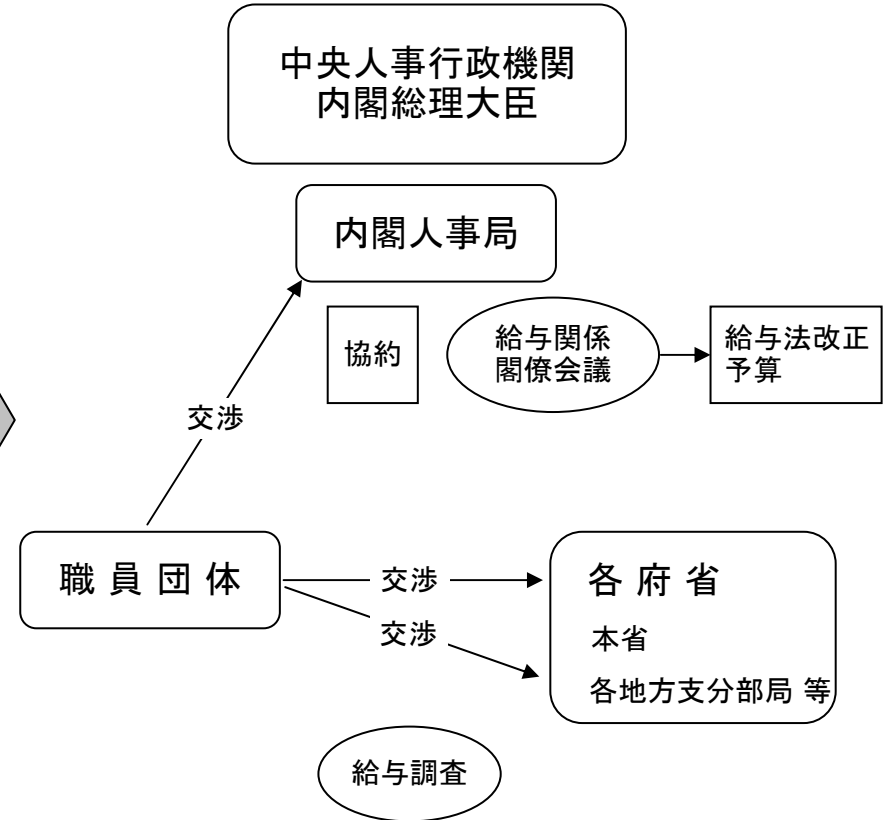 中央人事行政機関
内閣総理大臣
内閣人事局
協約
給与関係
閣僚会議
給与法改正
予算
交渉
職員団体
交渉
交渉
各府省
本省
各地方支分部局 等
給与調査